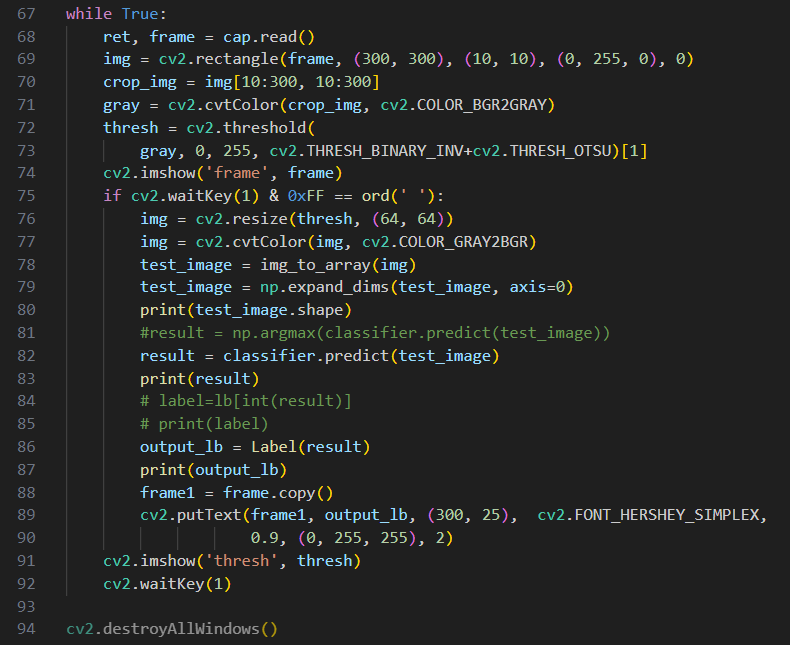 67 while True:
68     ret, frame = cap.read()
69     img = cv2.rectangle(frame, (300, 300), (10, 10), (0, 255, 0), 0)
70     crop_img = img[10:300, 10:300]
71     gray = cv2.cvtColor(crop_img, cv2.COLOR_BGR2GRAY)
72     thresh = cv2.threshold(
73         gray, 0, 255, cv2.THRESH_BINARY_INV+cv2.THRESH_OTSU)[1]
74     cv2.imshow('frame', frame)
75     if cv2.waitKey(1) & 0xFF == ord(' '):
76         img = cv2.resize(thresh, (64, 64))
77         img = cv2.cvtColor(img, cv2.COLOR_GRAY2BGR)
78         test_image = img_to_array(img)
79         test_image = np.expand_dims(test_image, axis=0)
80         print(test_image.shape)
81         #result = np.argmax(classifier.predict(test_image))
82         result = classifier.predict(test_image)
83         print(result)
84         # label=lb[int(result)]
85         # print(label)
86         output_lb = Label(result)
87         print(output_lb)
88         frame1 = frame.copy()
89         cv2.putText(frame1, output_lb, (300, 25),  cv2.FONT_HERSHEY_SIMPLEX,
90                     0.9, (0, 255, 255), 2)
91     cv2.imshow('thresh', thresh)
92     cv2.waitKey(1)
93
94 cv2.destroyAllWindows()